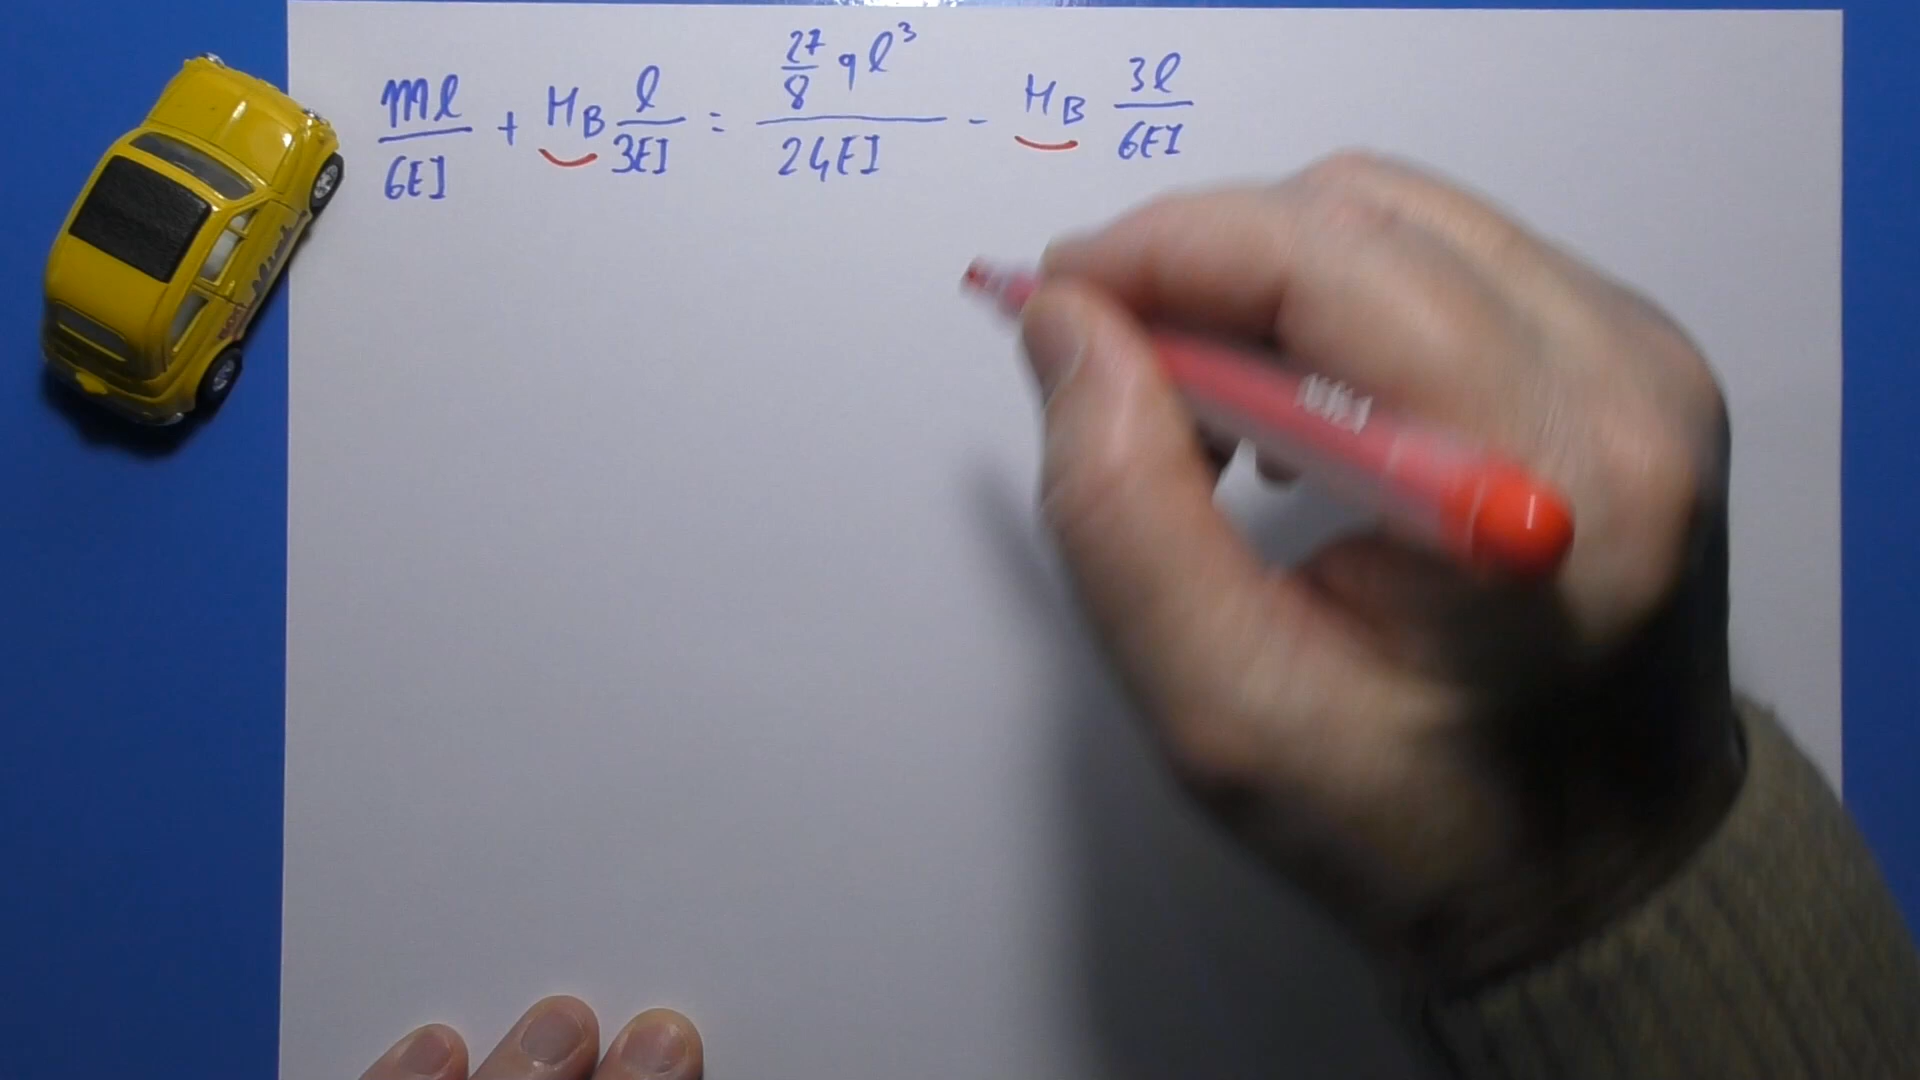 ml/6EI + M_B l/3EI = (27/8 ql³)/24EI - M_B 3l/6EI